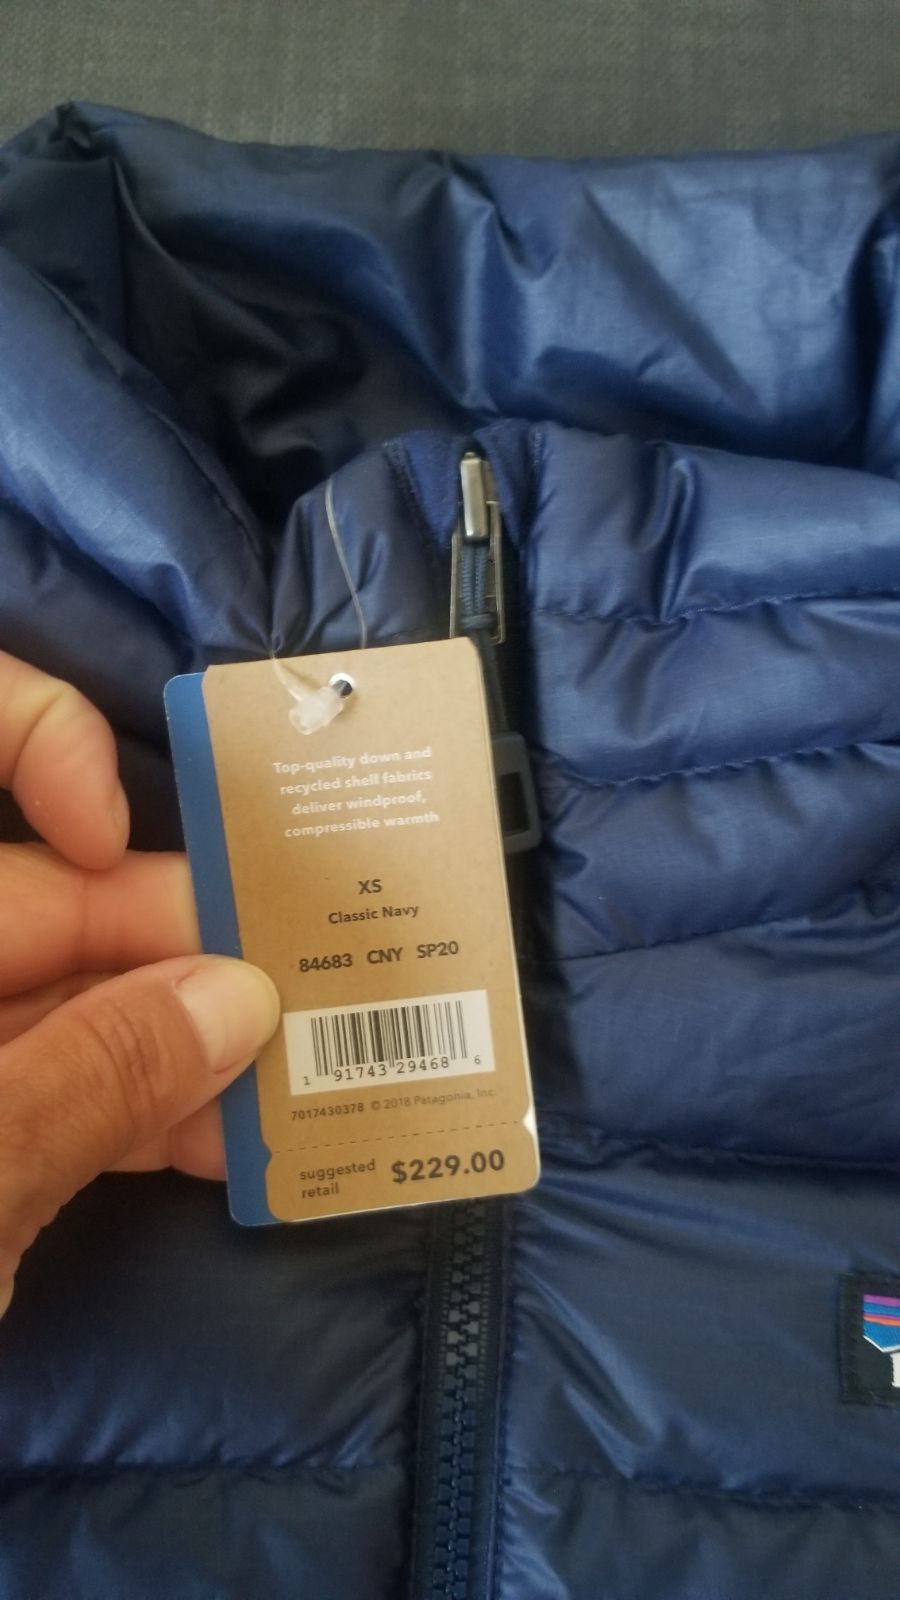 Top-quality down and
recycled shell fabrics
deliver windproof,
compressible warmth
XS
Classic Navy
84683 CNY SP20
1 91743 29468 6
7017430378 © 2018 Patagonia, Inc.
suggested
retail
$229.00